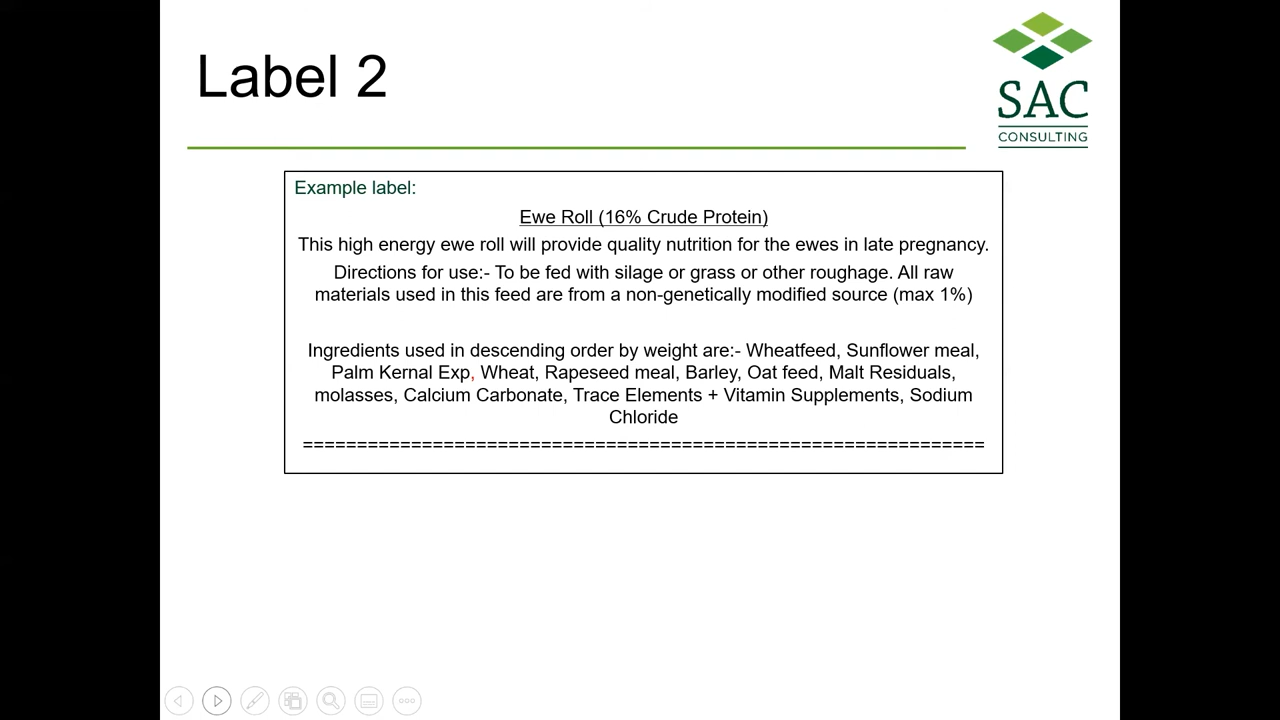 Label 2
SAC
CONSULTING
Example label:
Ewe Roll (16% Crude Protein)
This high energy ewe roll will provide quality nutrition for the ewes in late pregnancy.
Directions for use:- To be fed with silage or grass or other roughage. All raw
materials used in this feed are from a non-genetically modified source (max 1%)
Ingredients used in descending order by weight are:- Wheatfeed, Sunflower meal,
Palm Kernal Exp, Wheat, Rapeseed meal, Barley, Oat feed, Malt Residuals,
molasses, Calcium Carbonate, Trace Elements + Vitamin Supplements, Sodium
Chloride
===============================================================